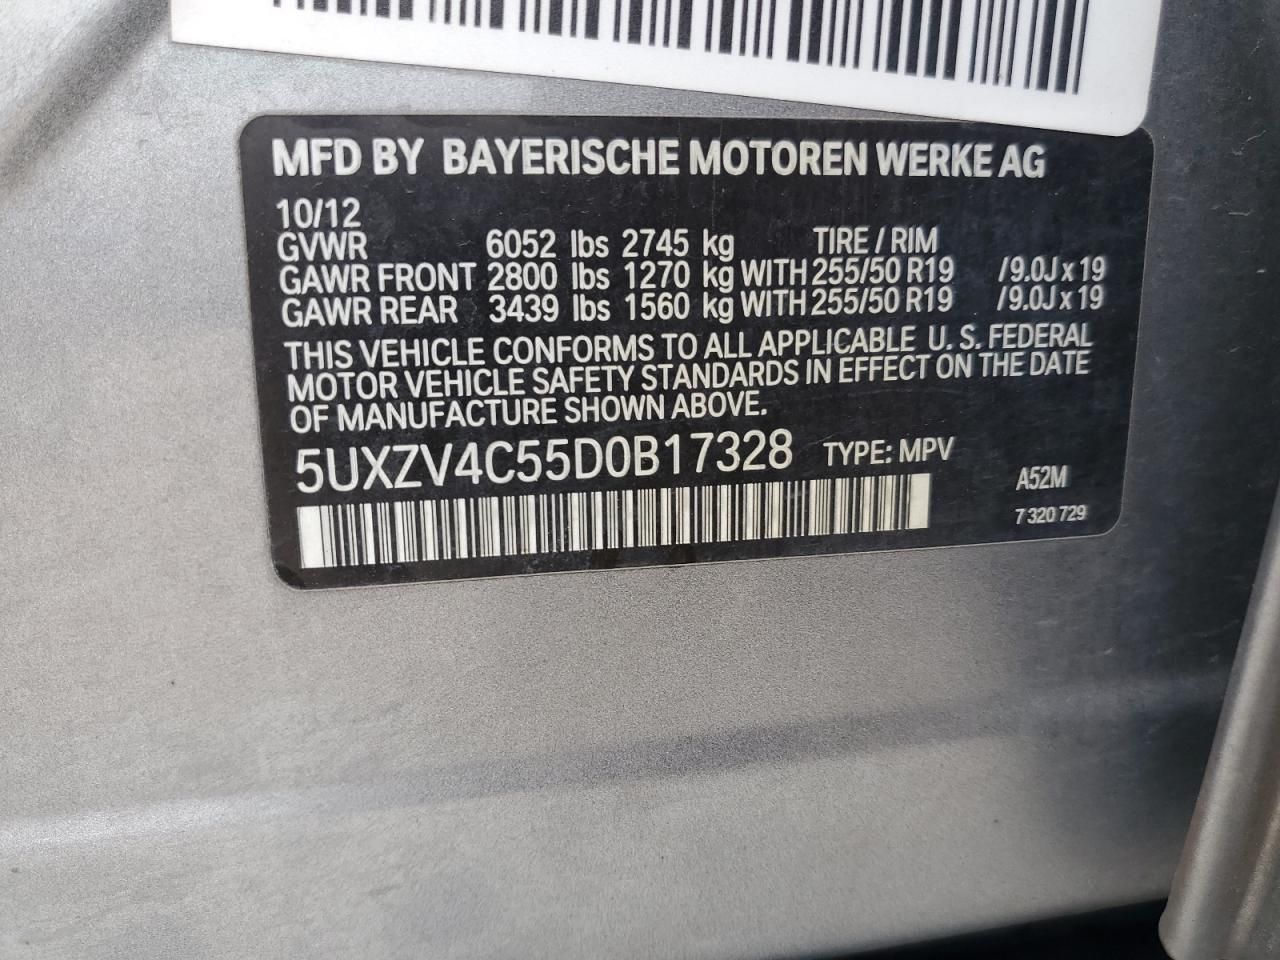 MFD BY BAYERISCHE MOTOREN WERKE AG
10/12
GVWR 6052 lbs 2745 kg TIRE / RIM
GAWR FRONT 2800 lbs 1270 kg WITH 255/50 R19 /9.0J x 19
GAWR REAR 3439 lbs 1560 kg WITH 255/50 R19 /9.0J x 19
THIS VEHICLE CONFORMS TO ALL APPLICABLE U. S. FEDERAL
MOTOR VEHICLE SAFETY STANDARDS IN EFFECT ON THE DATE
OF MANUFACTURE SHOWN ABOVE.
5UXZV4C55D0B17328 TYPE: MPV
A52M
7 320 729